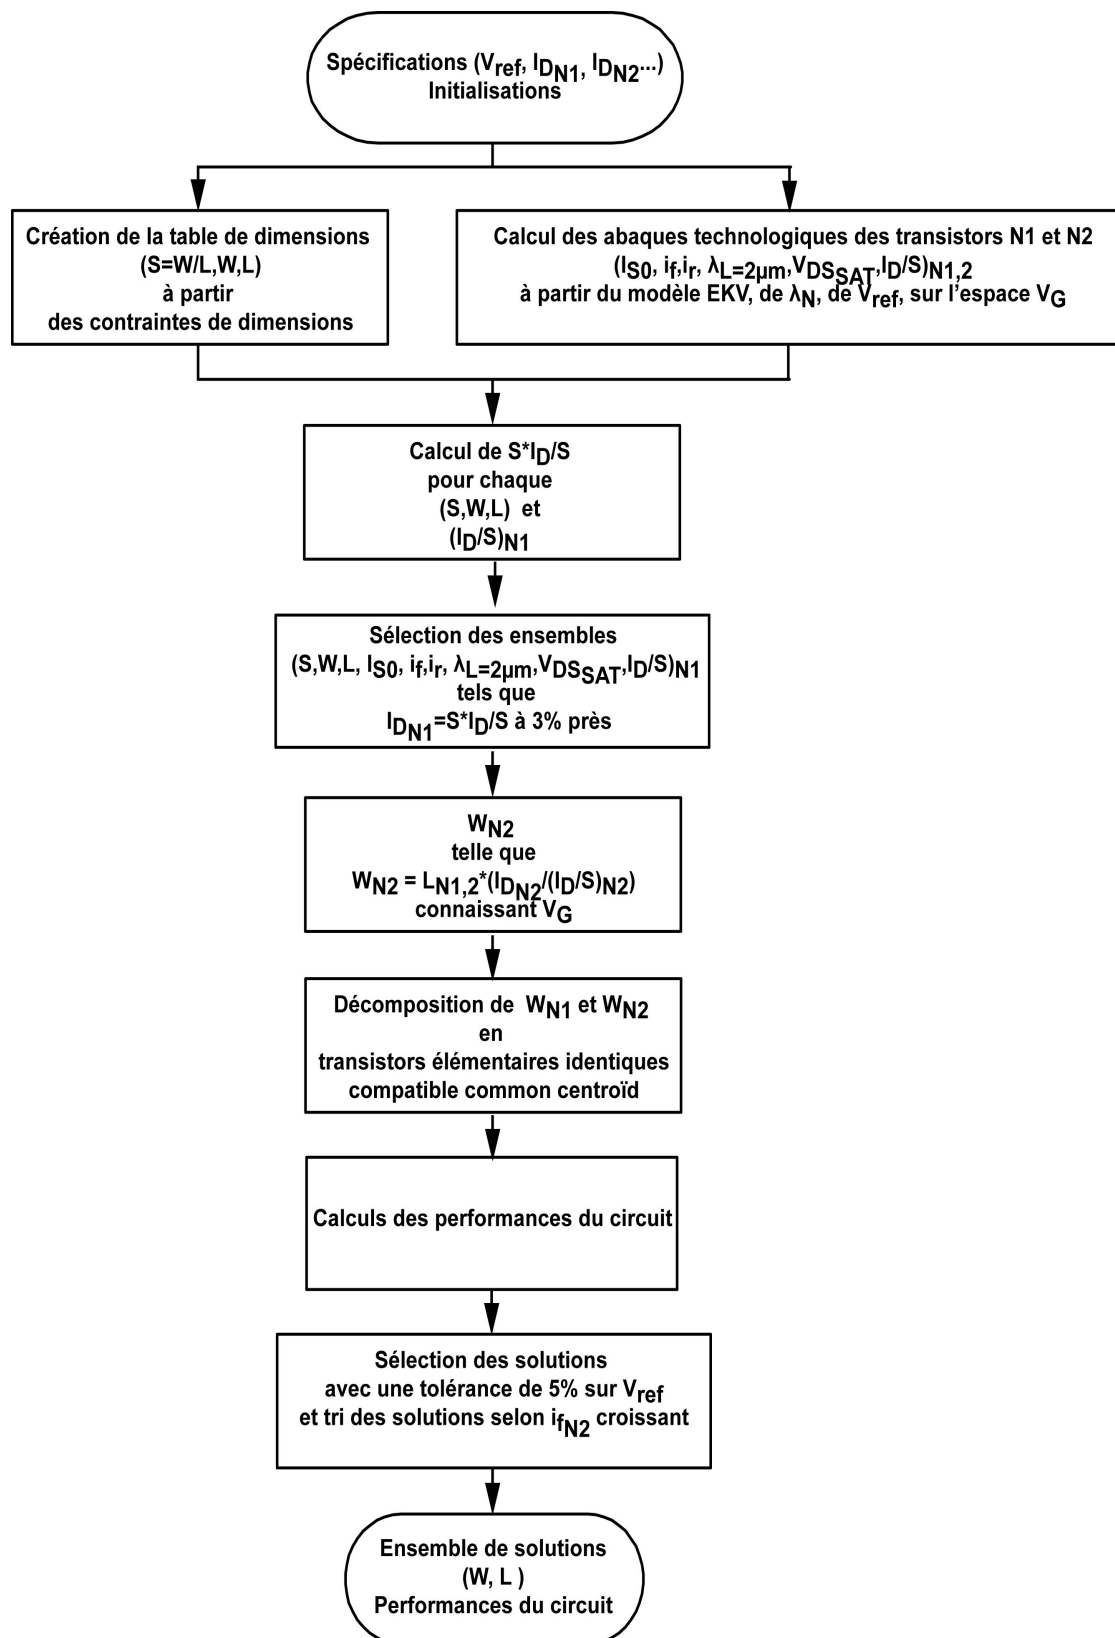 Spécifications (Vref, IDN1, IDN2...)
Initialisations
Création de la table de dimensions
(S=W/L,W,L)
à partir
des contraintes de dimensions
Calcul des abaques technologiques des transistors N1 et N2
(IS0, if,ir, λL=2µm,VDSSAT,ID/S)N1,2
à partir du modèle EKV, de λN, de Vref, sur l'espace VG
Calcul de S*ID/S
pour chaque
(S,W,L) et
(ID/S)N1
Sélection des ensembles
(S,W,L, IS0, if,ir, λL=2µm,VDSSAT,ID/S)N1
tels que
IDN1=S*ID/S à 3% près
WN2
telle que
WN2 = LN1,2*(IDN2/(ID/S)N2)
connaissant VG
Décomposition de WN1 et WN2
en
transistors élémentaires identiques
compatible common centroïd
Calculs des performances du circuit
Sélection des solutions
avec une tolérance de 5% sur Vref
et tri des solutions selon ifN2 croissant
Ensemble de solutions
(W, L )
Performances du circuit